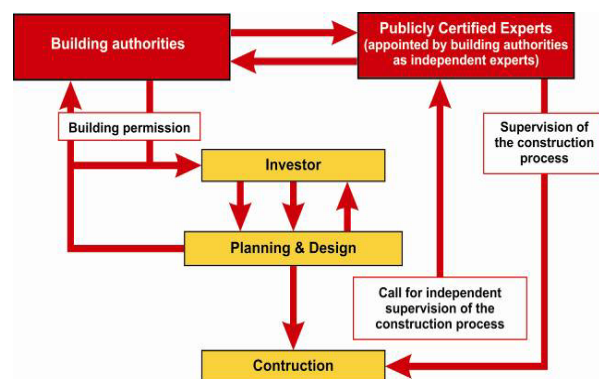 Building authorities
Publicly Certified Experts
(appointed by building authorities
as independent experts)
Building permission
Supervision of
the construction
process
Investor
Planning & Design
Call for independent
supervision of the
construction process
Contruction